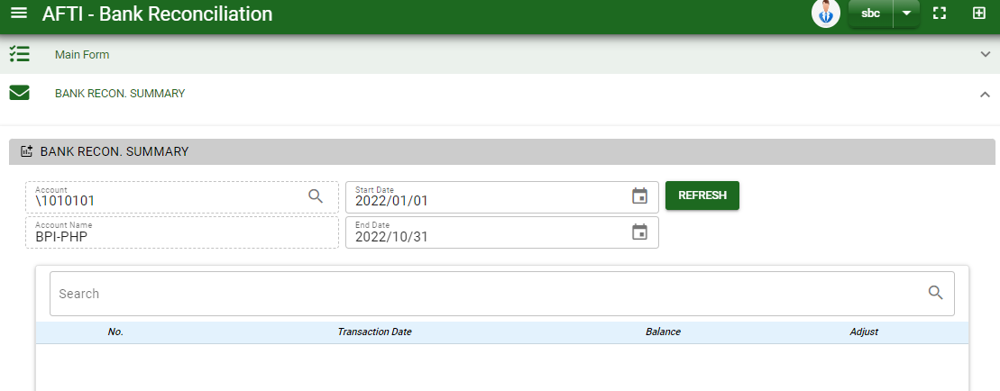 AFTI - Bank Reconciliation
sbc
Main Form
BANK RECON. SUMMARY
BANK RECON. SUMMARY
Account
\1010101
Start Date
2022/01/01
REFRESH
Account Name
BPI-PHP
End Date
2022/10/31
Search
No. Transaction Date Balance Adjust